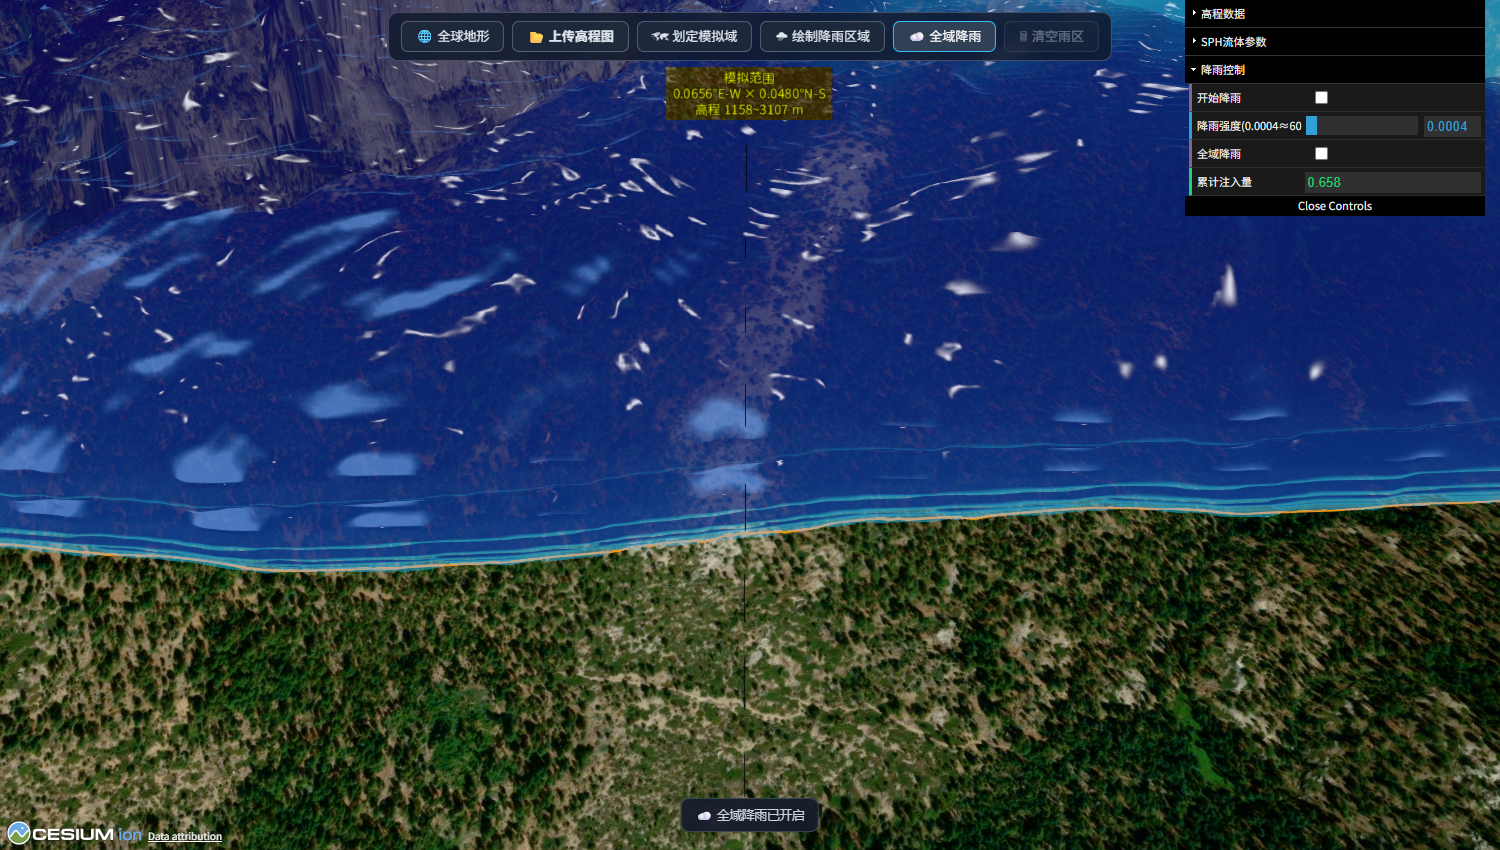 全球地形
上传高程图
划定模拟域
绘制降雨区域
全域降雨
清空雨区
模拟范围
0.0656°E-W × 0.0480°N-S
高程 1158~3107 m
高程数据
SPH流体参数
降雨控制
开始降雨
降雨强度(0.0004≈60
0.0004
全域降雨
累计注入量
0.658
Close Controls
全域降雨已开启
CESIUM ion
Data attribution